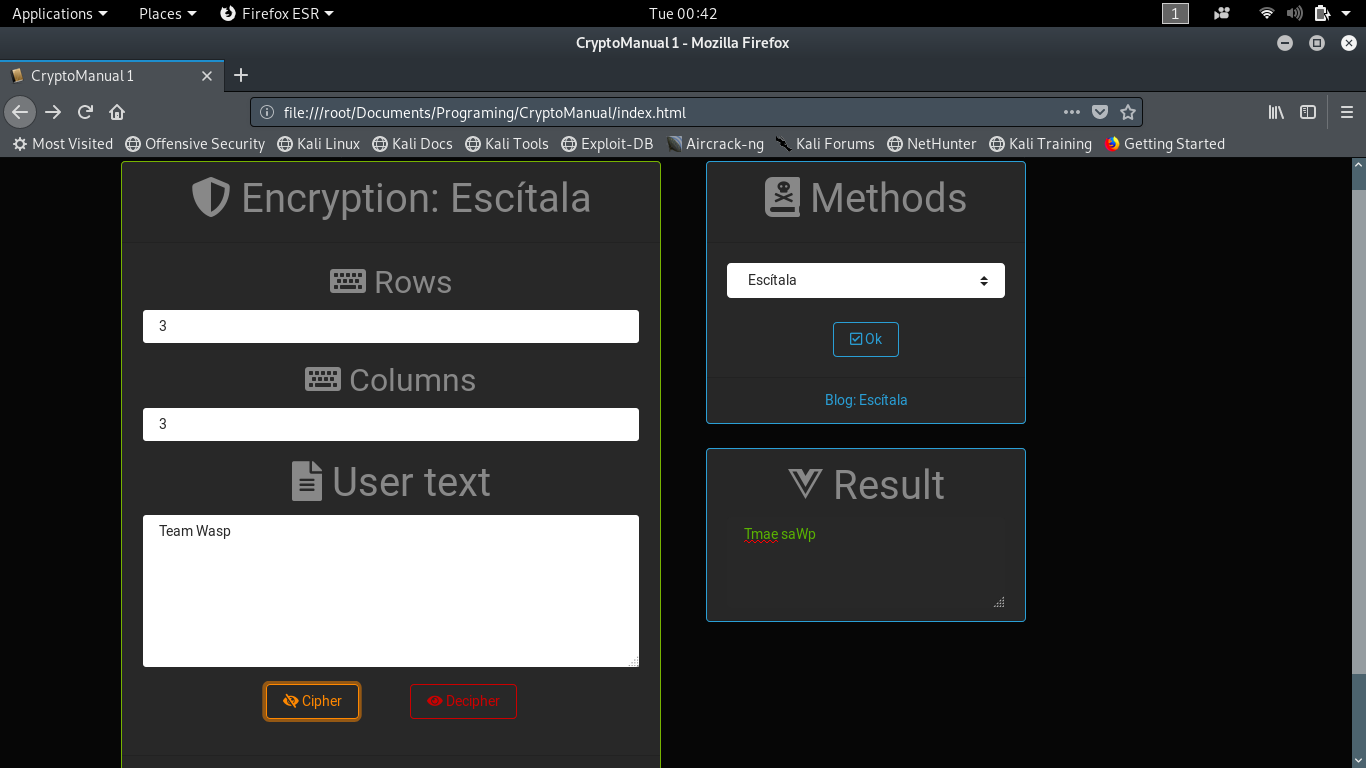 Applications Places Firefox ESR Tue 00:42 1
CryptoManual 1 - Mozilla Firefox
CryptoManual 1
file:///root/Documents/Programing/CryptoManual/index.html
Most Visited Offensive Security Kali Linux Kali Docs Kali Tools Exploit-DB Aircrack-ng Kali Forums NetHunter Kali Training Getting Started
Encryption: Escítala
Rows
3
Columns
3
User text
Team Wasp
Cipher Decipher
Methods
Escítala
Ok
Blog: Escítala
Result
Tmae saWp